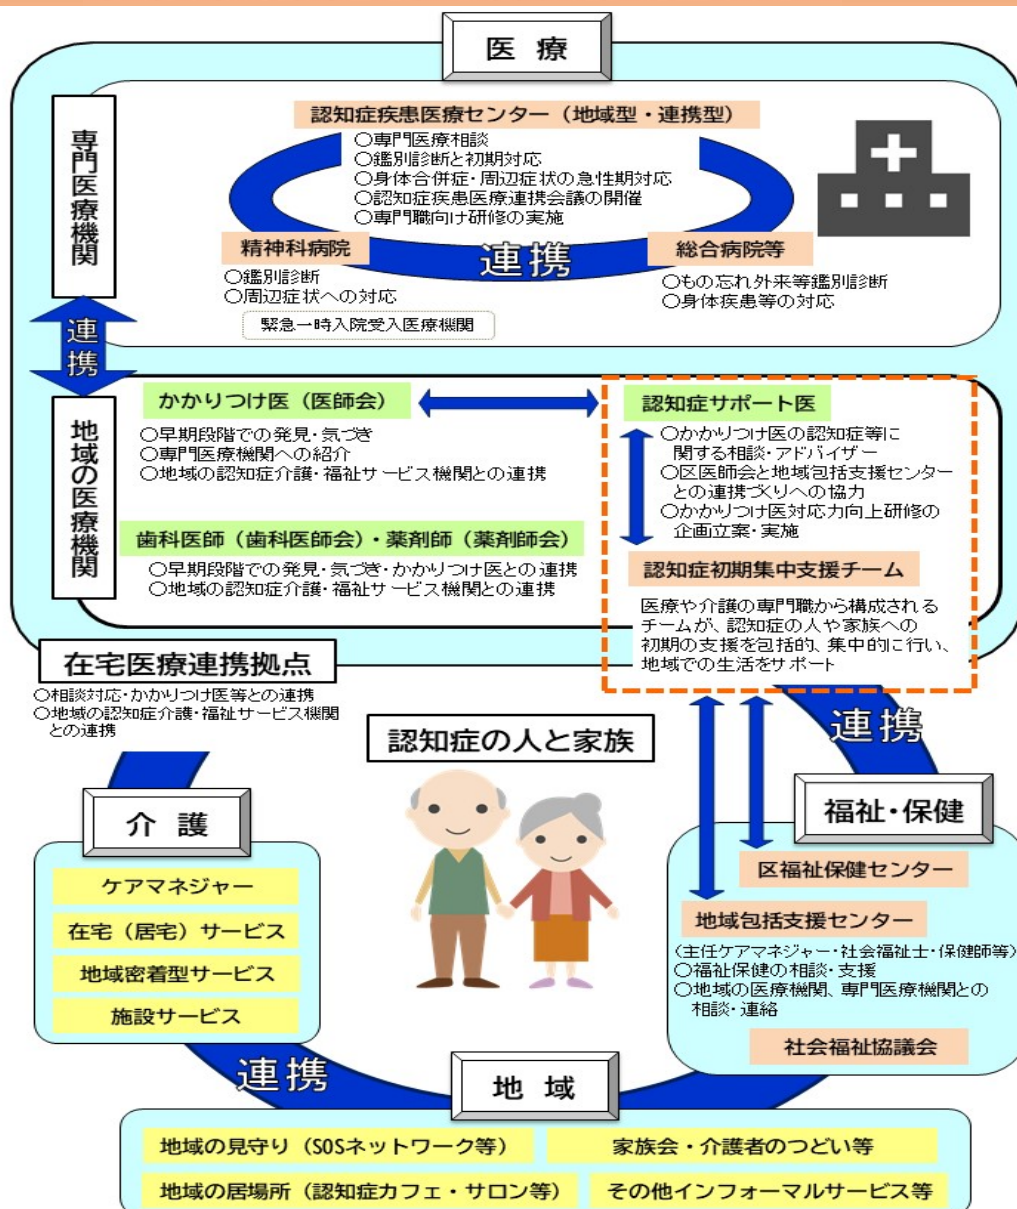 医 療
専門医療機関
認知症疾患医療センター（地域型・連携型）
○専門医療相談
○鑑別診断と初期対応
○身体合併症・周辺症状の急性期対応
○認知症疾患医療連携会議の開催
○専門職向け研修の実施
連携
精神科病院
○鑑別診断
○周辺症状への対応
緊急一時入院受入医療機関
総合病院等
○もの忘れ外来等鑑別診断
○身体疾患等の対応
連携
地域の医療機関
かかりつけ医（医師会）
○早期段階での発見・気づき
○専門医療機関への紹介
○地域の認知症介護・福祉サービス機関との連携
歯科医師（歯科医師会）・薬剤師（薬剤師会）
○早期段階での発見・気づき・かかりつけ医との連携
○地域の認知症介護・福祉サービス機関との連携
認知症サポート医
○かかりつけ医の認知症等に
関する相談・アドバイザー
○区医師会と地域包括支援センター
との連携づくりへの協力
○かかりつけ医対応力向上研修の
企画立案・実施
認知症初期集中支援チーム
医療や介護の専門職から構成される
チームが、認知症の人や家族への
初期の支援を包括的、集中的に行い、
地域での生活をサポート
在宅医療連携拠点
○相談対応・かかりつけ医等との連携
○地域の認知症介護・福祉サービス機関
との連携
連携
認知症の人と家族
介 護
ケアマネジャー
在宅（居宅）サービス
地域密着型サービス
施設サービス
福祉・保健
区福祉保健センター
地域包括支援センター
（主任ケアマネジャー・社会福祉士・保健師等）
○福祉保健の相談・支援
○地域の医療機関、専門医療機関との
相談・連絡
社会福祉協議会
連携
地 域
地域の見守り（SOSネットワーク等）
家族会・介護者のつどい等
地域の居場所（認知症カフェ・サロン等）
その他インフォーマルサービス等